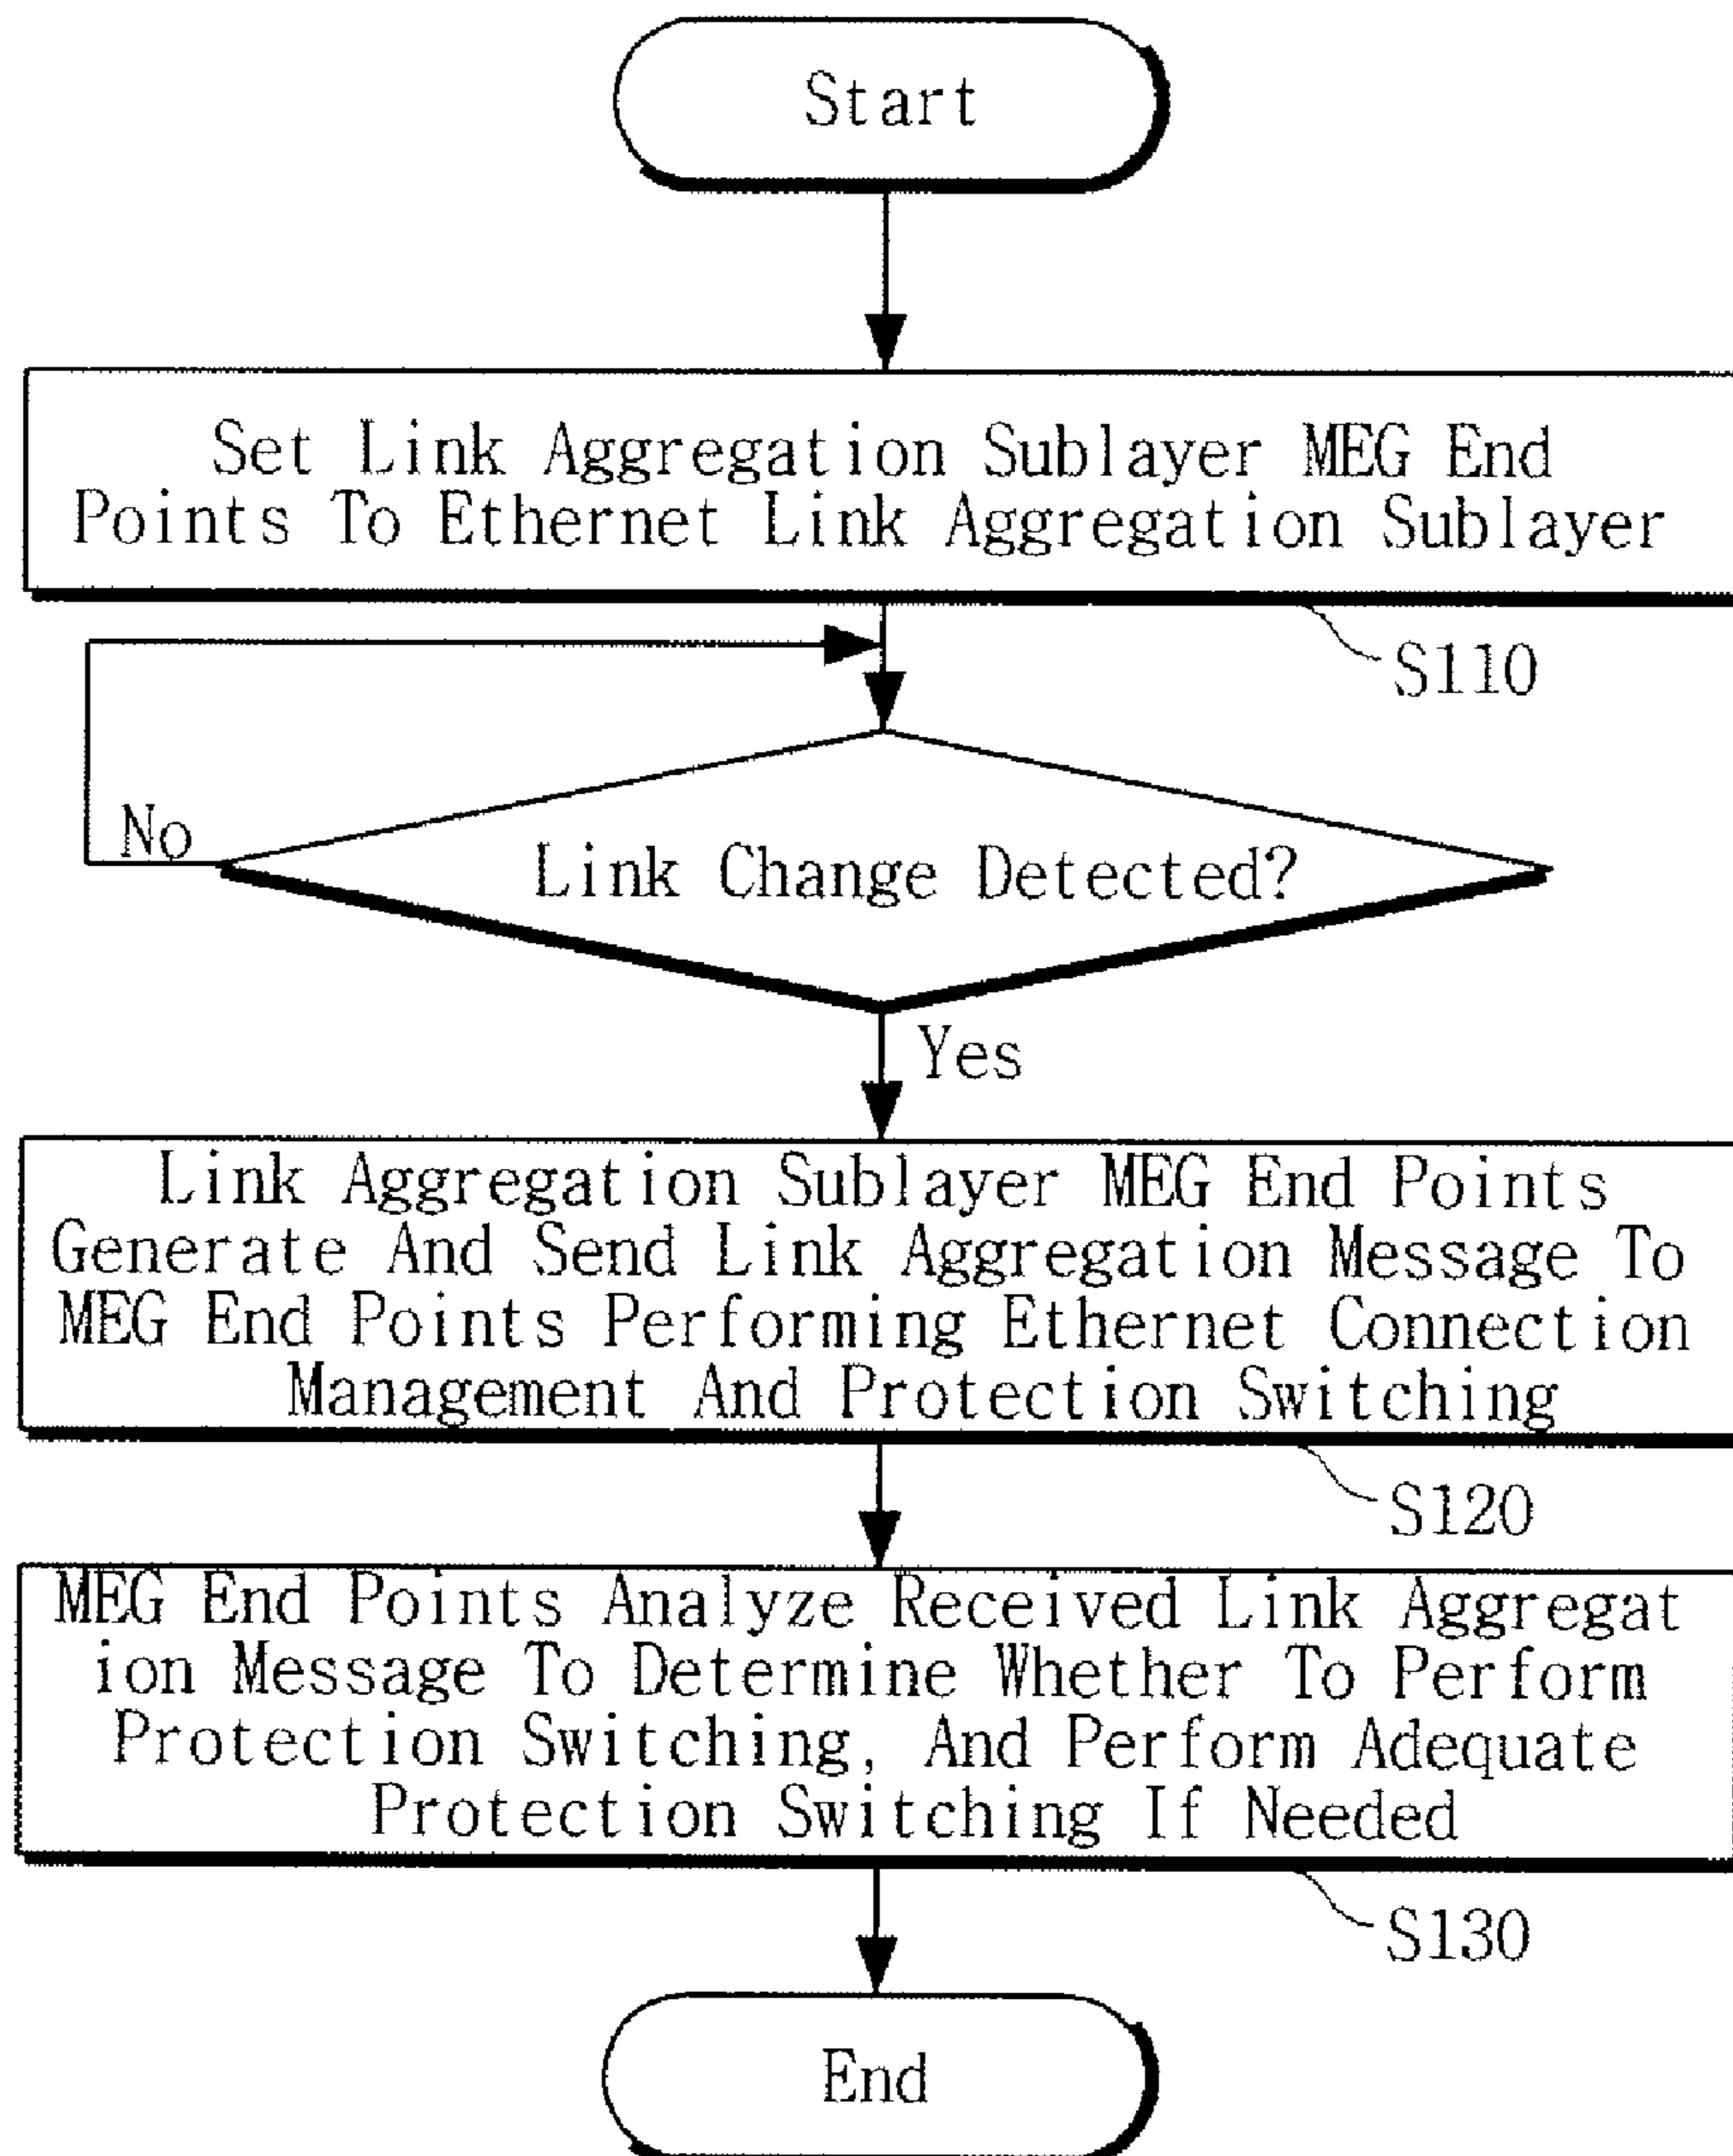 Start
Set Link Aggregation Sublayer MEG End
Points To Ethernet Link Aggregation Sublayer
S110
No
Link Change Detected?
Yes
Link Aggregation Sublayer MEG End Points
Generate And Send Link Aggregation Message To
MEG End Points Performing Ethernet Connection
Management And Protection Switching
S120
MEG End Points Analyze Received Link Aggregat
ion Message To Determine Whether To Perform
Protection Switching, And Perform Adequate
Protection Switching If Needed
S130
End